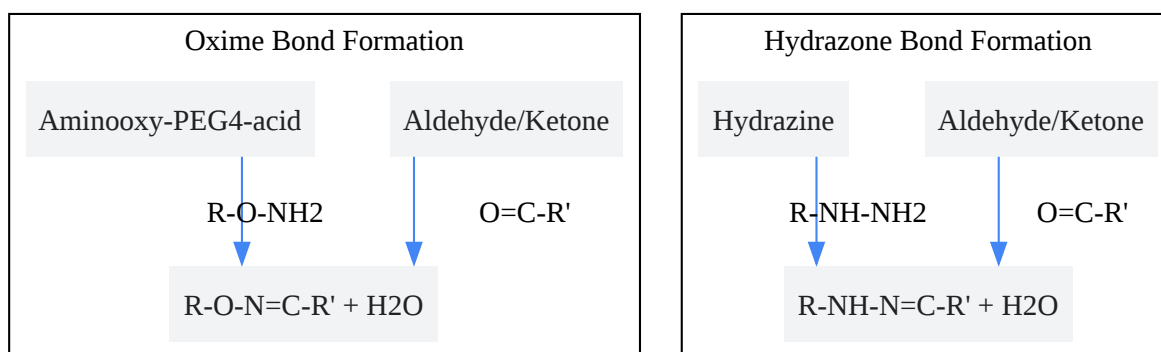 Oxime Bond Formation
Aminooxy-PEG4-acid
Aldehyde/Ketone
R-O-NH2
O=C-R'
R-O-N=C-R' + H2O
Hydrazone Bond Formation
Hydrazine
Aldehyde/Ketone
R-NH-NH2
O=C-R'
R-NH-N=C-R' + H2O